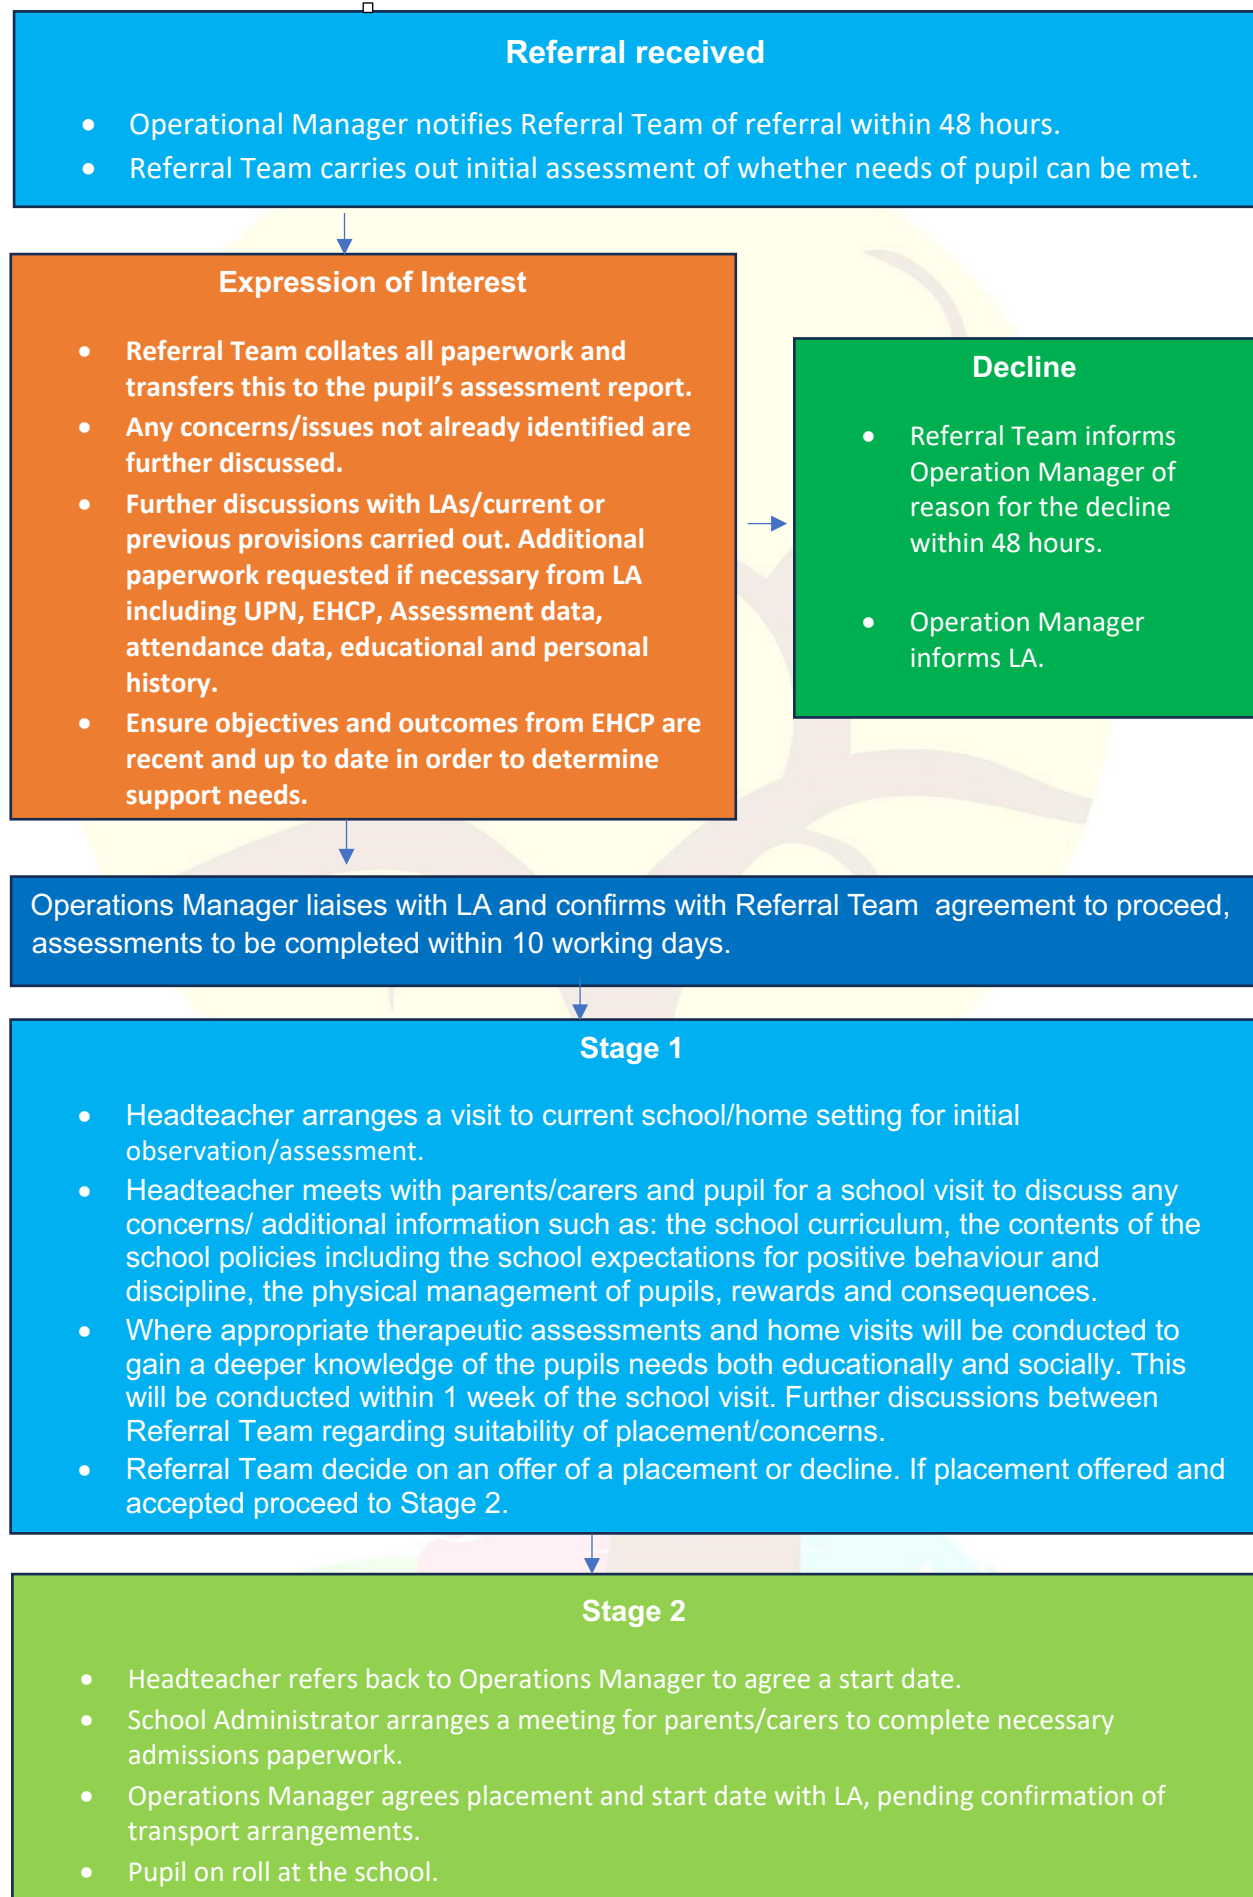 Referral received
• Operational Manager notifies Referral Team of referral within 48 hours.
• Referral Team carries out initial assessment of whether needs of pupil can be met.
Expression of Interest
• Referral Team collates all paperwork and
transfers this to the pupil’s assessment report.
• Any concerns/issues not already identified are
further discussed.
• Further discussions with LAs/current or
previous provisions carried out. Additional
paperwork requested if necessary from LA
including UPN, EHCP, Assessment data,
attendance data, educational and personal
history.
• Ensure objectives and outcomes from EHCP are
recent and up to date in order to determine
support needs.
Decline
• Referral Team informs
Operation Manager of
reason for the decline
within 48 hours.
• Operation Manager
informs LA.
Operations Manager liaises with LA and confirms with Referral Team agreement to proceed,
assessments to be completed within 10 working days.
Stage 1
• Headteacher arranges a visit to current school/home setting for initial
observation/assessment.
• Headteacher meets with parents/carers and pupil for a school visit to discuss any
concerns/ additional information such as: the school curriculum, the contents of the
school policies including the school expectations for positive behaviour and
discipline, the physical management of pupils, rewards and consequences.
• Where appropriate therapeutic assessments and home visits will be conducted to
gain a deeper knowledge of the pupils needs both educationally and socially. This
will be conducted within 1 week of the school visit. Further discussions between
Referral Team regarding suitability of placement/concerns.
• Referral Team decide on an offer of a placement or decline. If placement offered and
accepted proceed to Stage 2.
Stage 2
• Headteacher refers back to Operations Manager to agree a start date.
• School Administrator arranges a meeting for parents/carers to complete necessary
admissions paperwork.
• Operations Manager agrees placement and start date with LA, pending confirmation of
transport arrangements.
• Pupil on roll at the school.